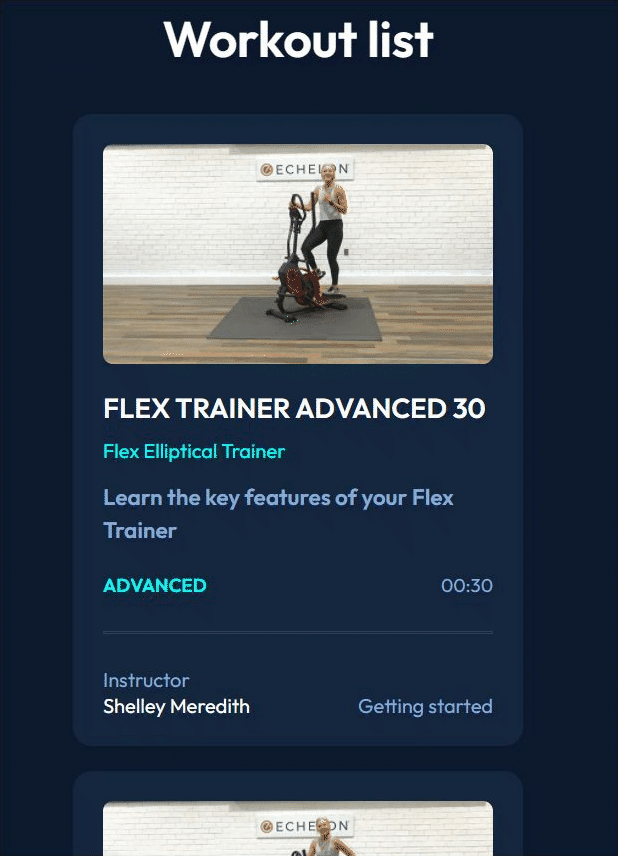 Workout list
ECHELON
FLEX TRAINER ADVANCED 30
Flex Elliptical Trainer
Learn the key features of your Flex
Trainer
ADVANCED
00:30
Instructor
Shelley Meredith
Getting started
ECHELON